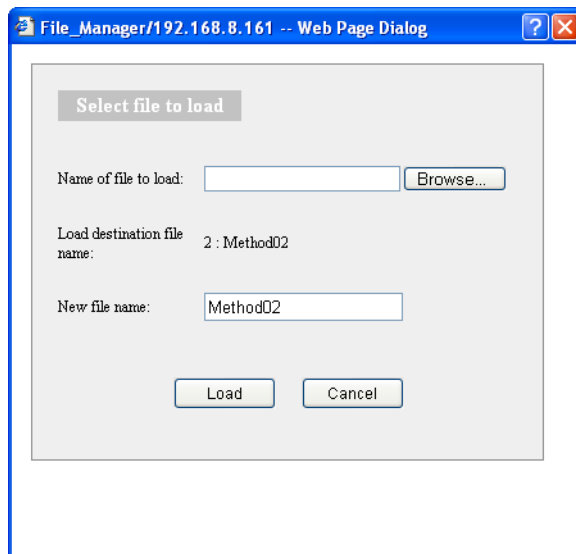 File_Manager/192.168.8.161 -- Web Page Dialog
Select file to load
Name of file to load:
Browse...
Load destination file
name:
2 : Method02
New file name:
Method02
Load
Cancel